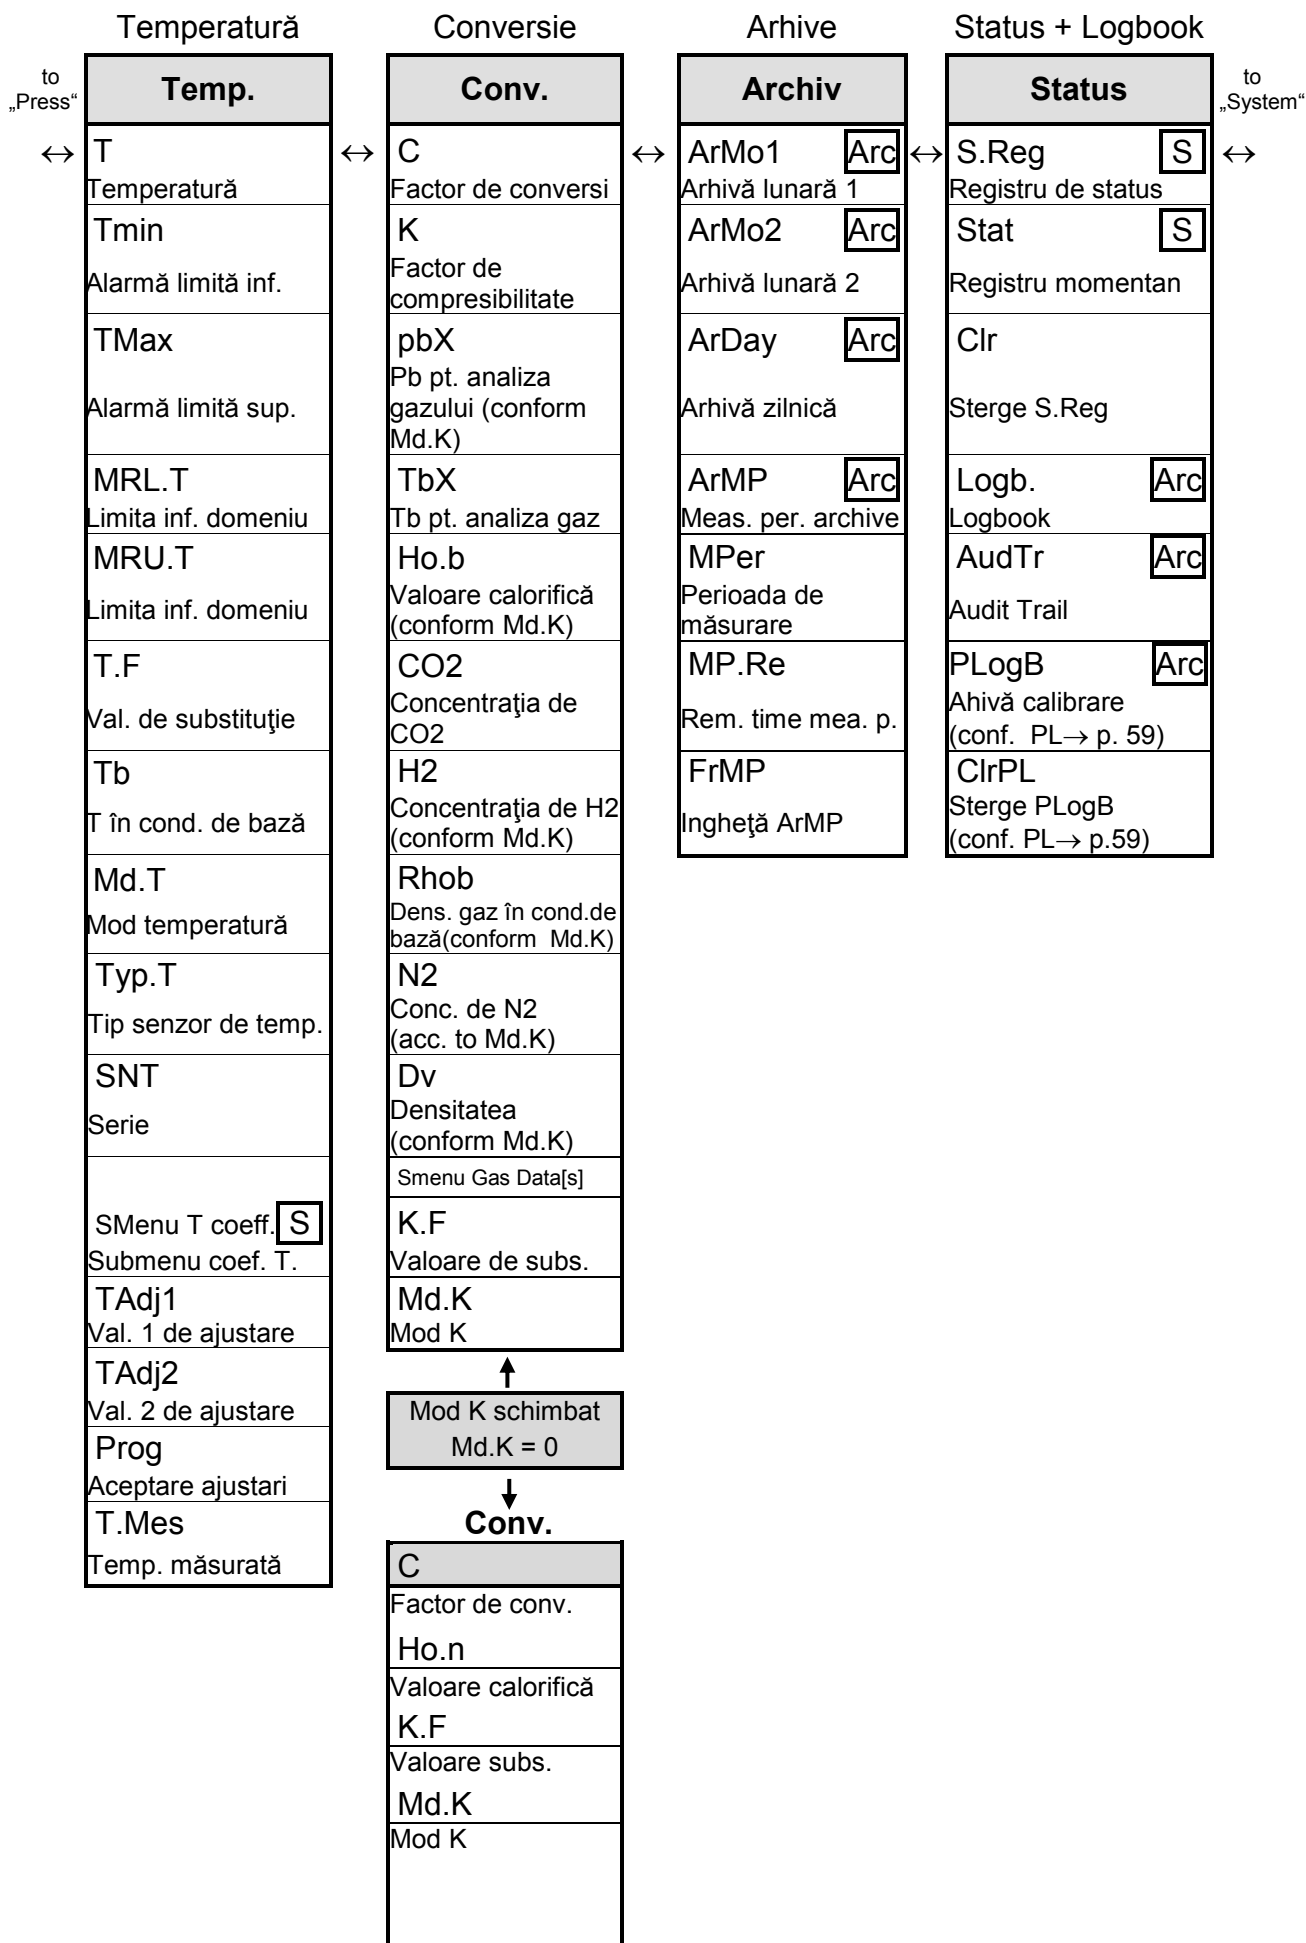 Temperatură
Conversie
Arhive
Status + Logbook
to
„Press“
Temp.
Conv.
Archiv
Status
to
„System“
↔
T
Temperatură
Tmin
Alarmă limită inf.
TMax
Alarmă limită sup.
MRL.T
Limita inf. domeniu
MRU.T
Limita inf. domeniu
T.F
Val. de substituţie
Tb
T în cond. de bază
Md.T
Mod temperatură
Typ.T
Tip senzor de temp.
SNT
Serie
SMenu T coeff. S
Submenu coef. T.
TAdj1
Val. 1 de ajustare
TAdj2
Val. 2 de ajustare
Prog
Aceptare ajustari
T.Mes
Temp. măsurată
↔
C
Factor de conversi
K
Factor de
compresibilitate
pbX
Pb pt. analiza
gazului (conform
Md.K)
TbX
Tb pt. analiza gaz
Ho.b
Valoare calorifică
(conform Md.K)
CO2
Concentraţia de
CO2
H2
Concentraţia de H2
(conform Md.K)
Rhob
Dens. gaz în cond.de
bază(conform Md.K)
N2
Conc. de N2
(acc. to Md.K)
Dv
Densitatea
(conform Md.K)
Smenu Gas Data[s]
K.F
Valoare de subs.
Md.K
Mod K
Mod K schimbat
Md.K = 0
Conv.
C
Factor de conv.
Ho.n
Valoare calorifică
K.F
Valoare subs.
Md.K
Mod K
↔
ArMo1 Arc
Arhivă lunară 1
ArMo2 Arc
Arhivă lunară 2
ArDay Arc
Arhivă zilnică
ArMP Arc
Meas. per. archive
MPer
Perioada de
măsurare
MP.Re
Rem. time mea. p.
FrMP
Ingheţă ArMP
↔
S.Reg S
Registru de status
Stat S
Registru momentan
Clr
Sterge S.Reg
Logb. Arc
Logbook
AudTr Arc
Audit Trail
PLogB Arc
Ahivă calibrare
(conf. PL→ p. 59)
ClrPL
Sterge PLogB
(conf. PL→ p.59)
↔